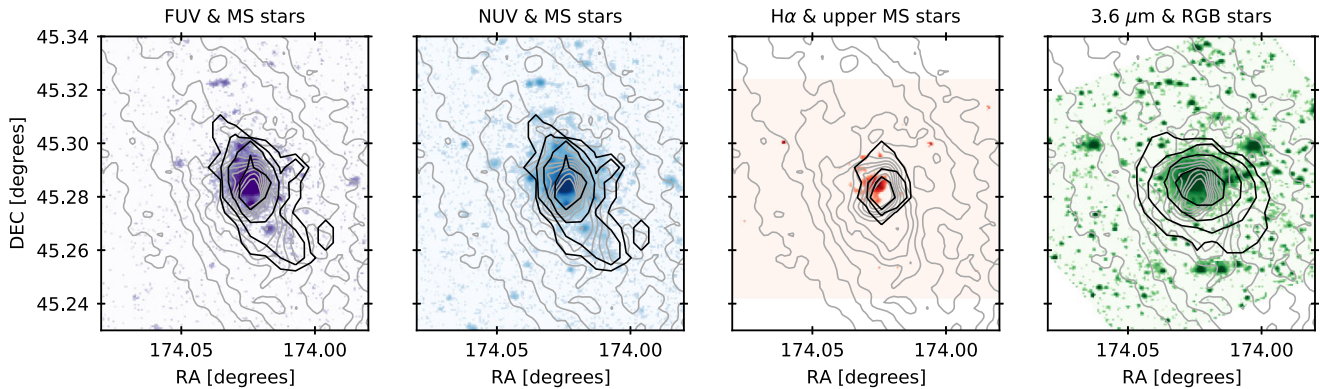 FUV & MS stars
NUV & MS stars
Hα & upper MS stars
3.6 μm & RGB stars
DEC [degrees]
45.34
45.32
45.30
45.28
45.26
45.24
174.05 174.00
174.05 174.00
174.05 174.00
174.05 174.00
RA [degrees]
RA [degrees]
RA [degrees]
RA [degrees]